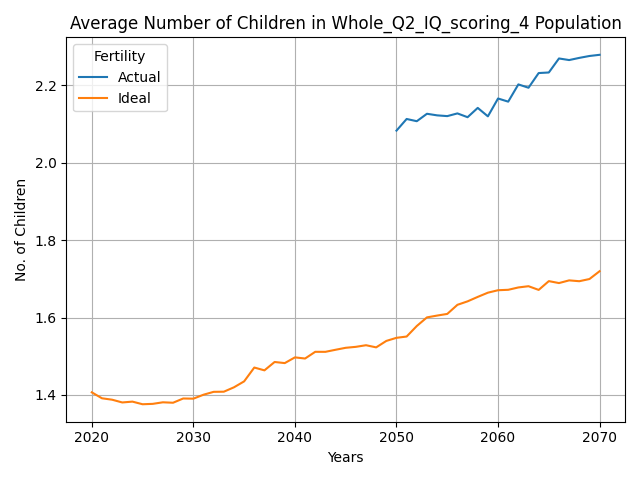 Average Number of Children in Whole_Q2_IQ_scoring_4 Population
Fertility
Actual
Ideal
2.2
2.0
1.8
1.6
1.4
No. of Children
2020 2030 2040 2050 2060 2070
Years